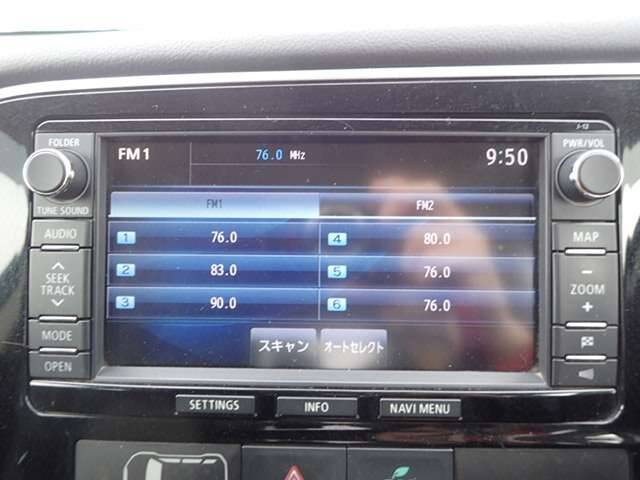 FOLDER
PWR/VOL
FM1 76.0 MHz 9:50
TUNE SOUND
FM1 FM2
AUDIO
MAP
1 76.0 4 80.0
2 83.0 5 76.0
3 90.0 6 76.0
SEEK
TRACK
ZOOM
MODE
OPEN
スキャン オートセレクト
SETTINGS INFO NAVI MENU